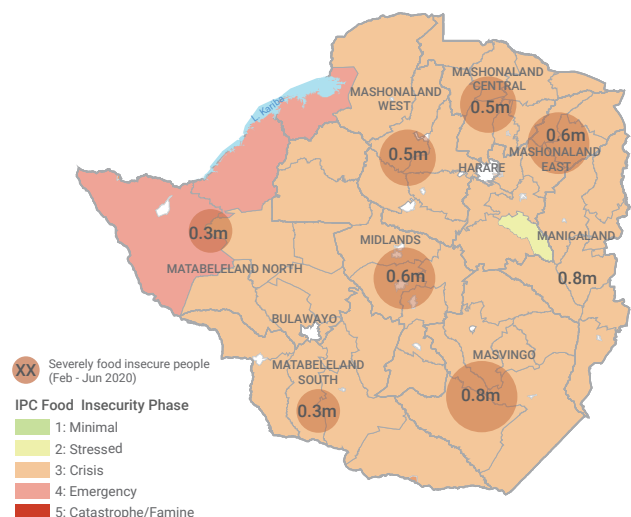 MASHONALAND
CENTRAL
0.5m
MASHONALAND
WEST
0.5m
L. Kariba
0.6m
MASHONALAND
EAST
HARARE
0.3m
MATABELELAND NORTH
MIDLANDS
0.6m
MANICALAND
0.8m
BULAWAYO
MASVINGO
0.8m
MATABELELAND
SOUTH
0.3m
XX Severely food insecure people
(Feb - Jun 2020)
IPC Food Insecurity Phase
1: Minimal
2: Stressed
3: Crisis
4: Emergency
5: Catastrophe/Famine